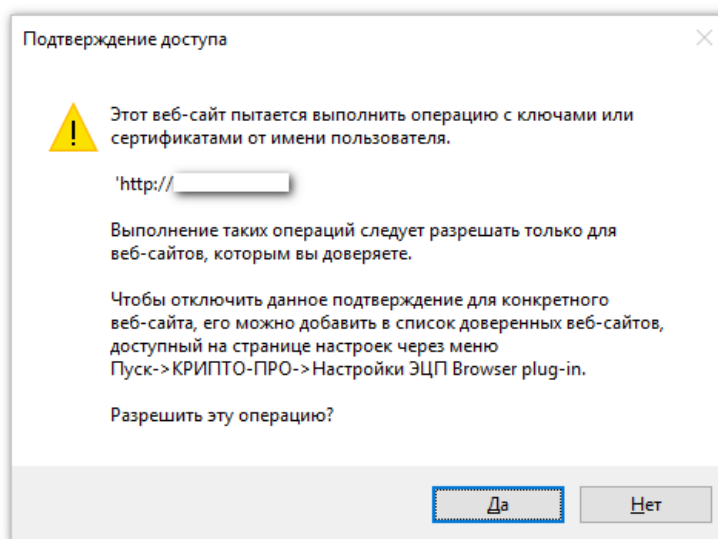 Подтверждение доступа
Этот веб-сайт пытается выполнить операцию с ключами или
сертификатами от имени пользователя.
'http://
Выполнение таких операций следует разрешать только для
веб-сайтов, которым вы доверяете.
Чтобы отключить данное подтверждение для конкретного
веб-сайта, его можно добавить в список доверенных веб-сайтов,
доступный на странице настроек через меню
Пуск->КРИПТО-ПРО->Настройки ЭЦП Browser plug-in.
Разрешить эту операцию?
Да
Нет